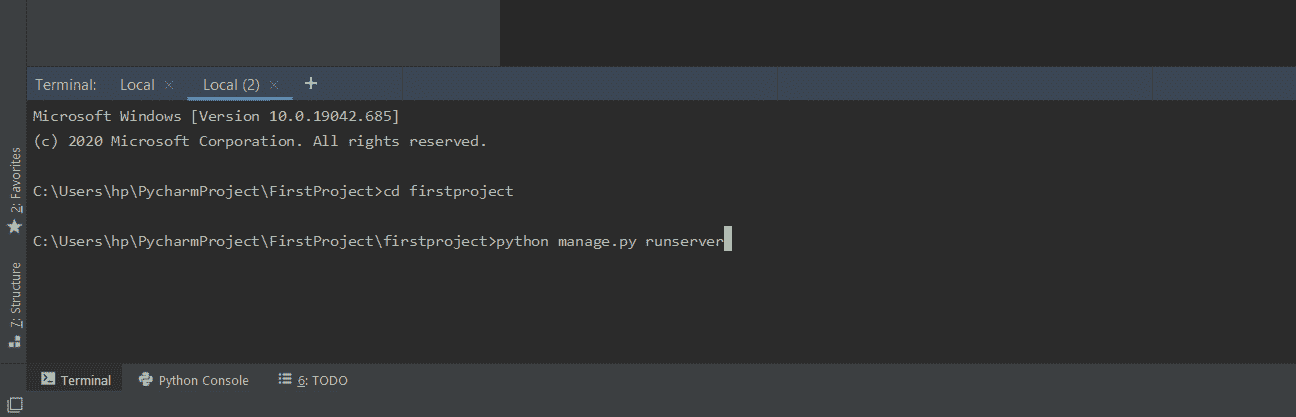 Terminal: Local × Local (2) × +
Microsoft Windows [Version 10.0.19042.685]
(c) 2020 Microsoft Corporation. All rights reserved.
C:\Users\hp\PycharmProject\FirstProject>cd firstproject
C:\Users\hp\PycharmProject\FirstProject\firstproject>python manage.py runserver
2: Favorites
7: Structure
Terminal Python Console 6: TODO